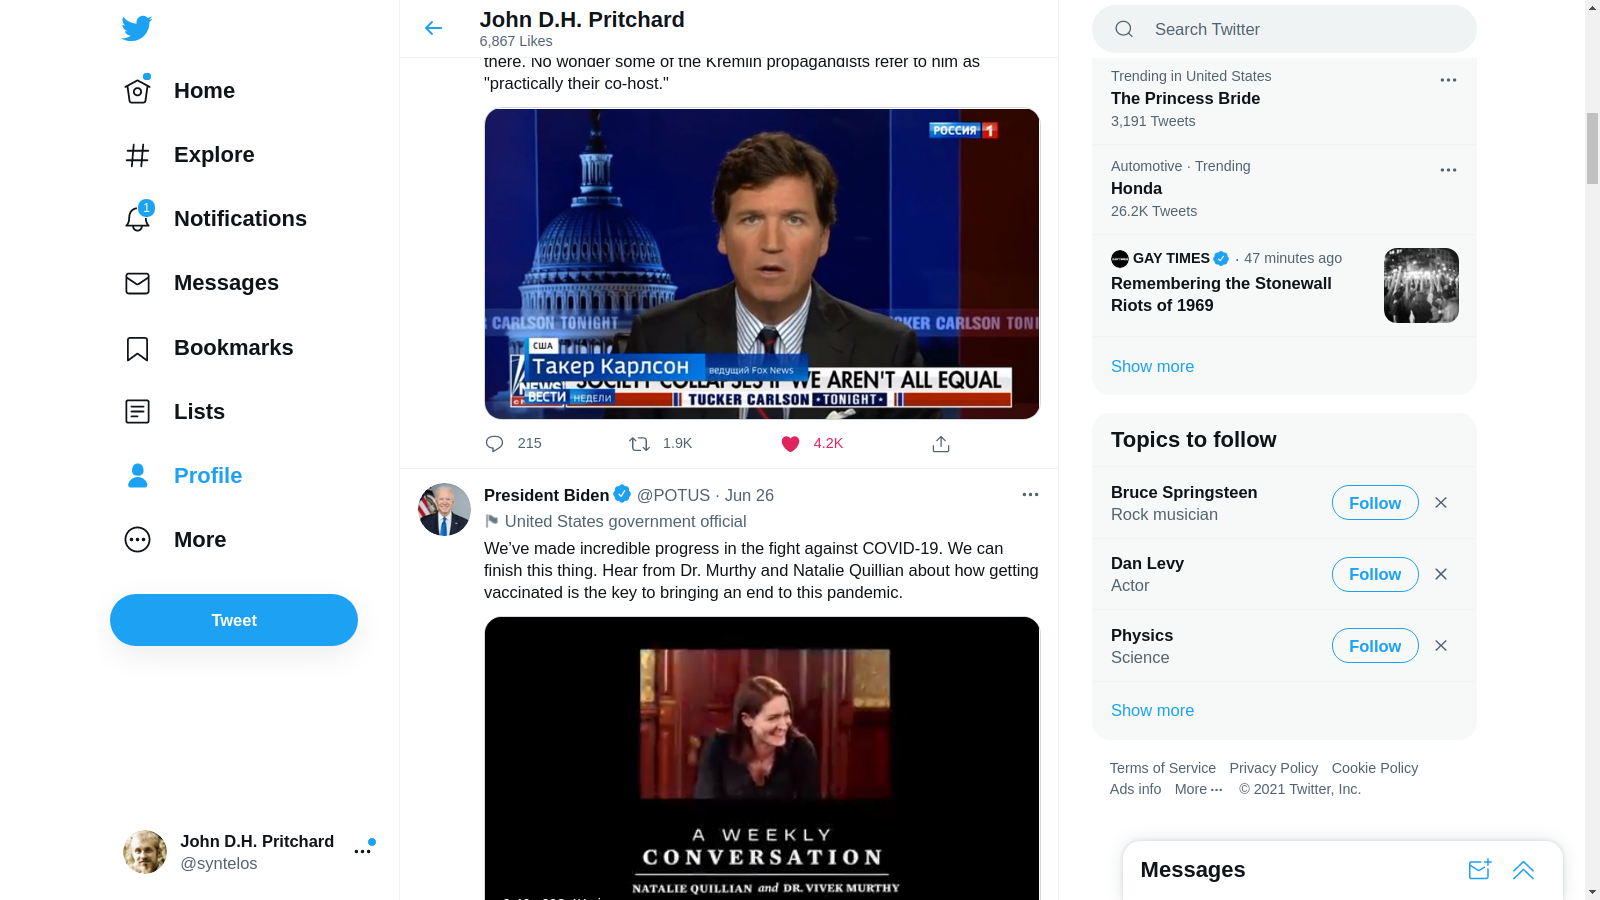 Home
Explore
1
Notifications
Messages
Bookmarks
Lists
Profile
More
Tweet
John D.H. Pritchard
@syntelos
John D.H. Pritchard
6,867 Likes
there. No wonder some of the Kremlin propagandists refer to him as
"practically their co-host."
РОССИЯ 1
CARLSON TONIGHT
KER CARLSON TONI
США
Такер Карлсон
ведущий Fox News
NEWS
SOCIETY COLLAPSES IF WE AREN'T ALL EQUAL
ВЕСТИ НЕДЕЛИ
TUCKER CARLSON •TONIGHT•
215
1.9K
4.2K
President Biden @POTUS · Jun 26
United States government official
We’ve made incredible progress in the fight against COVID-19. We can
finish this thing. Hear from Dr. Murthy and Natalie Quillian about how getting
vaccinated is the key to bringing an end to this pandemic.
A WEEKLY
CONVERSATION
NATALIE QUILLIAN and DR. VIVEK MURTHY
Search Twitter
Trending in United States
The Princess Bride
3,191 Tweets
Automotive · Trending
Honda
26.2K Tweets
GAY TIMES · 47 minutes ago
Remembering the Stonewall
Riots of 1969
Show more
Topics to follow
Bruce Springsteen
Rock musician
Follow
Dan Levy
Actor
Follow
Physics
Science
Follow
Show more
Terms of Service Privacy Policy Cookie Policy
Ads info More ··· © 2021 Twitter, Inc.
Messages